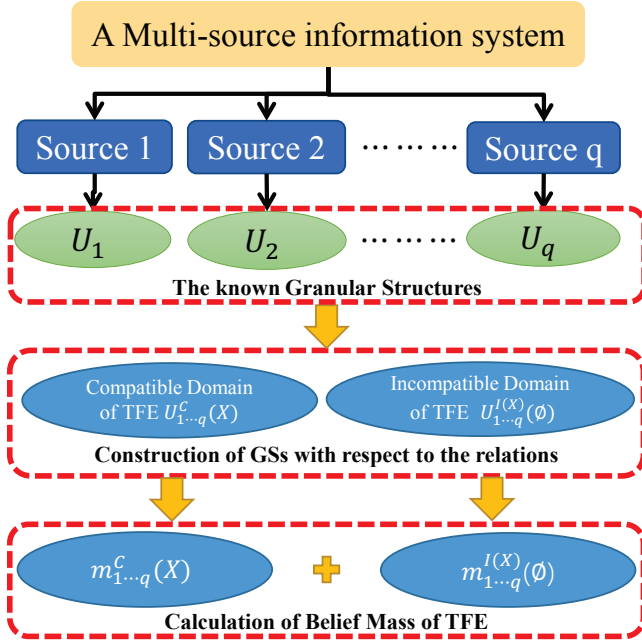 A Multi-source information system
Source 1 Source 2 ⋯⋯⋯ Source q
U₁ U₂ ⋯⋯⋯ U_q
The known Granular Structures
Compatible Domain
of TFE U^C_{1⋯q}(X)
Incompatible Domain
of TFE U^{I(X)}_{1⋯q}(∅)
Construction of GSs with respect to the relations
m^C_{1⋯q}(X) + m^{I(X)}_{1⋯q}(∅)
Calculation of Belief Mass of TFE